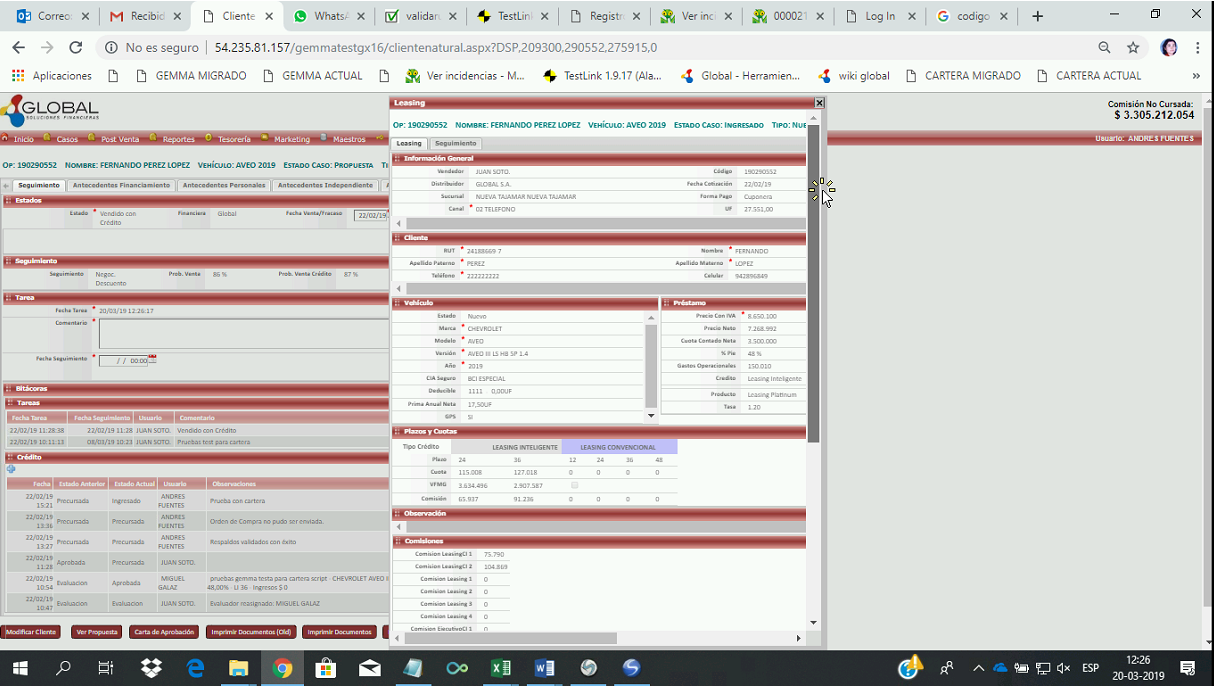 Correo:
Recibid
Cliente
WhatsA
validaru
TestLink
Registro
Ver inci
000021
Log In
codigo
No es seguro | 54.235.81.157/gemmatestgx16/clientenatural.aspx?DSP,209300,290552,275915,0
Aplicaciones
GEMMA MIGRADO
GEMMA ACTUAL
Ver incidencias - M...
TestLink 1.9.17 (Ala...
Global - Herramien...
wiki global
CARTERA MIGRADO
CARTERA ACTUAL
»
GLOBAL
SOLUCIONES FINANCIERAS
Comisión No Cursada:
$ 3.305.212.054
Inicio Casos Post Venta Reportes Tesorería Marketing Maestros
Usuario: ANDRES FUENTES
OP: 190290552 NOMBRE: FERNANDO PEREZ LOPEZ VEHÍCULO: AVEO 2019 ESTADO CASO: PROPUESTA TI
Seguimiento Antecedentes Financiamiento Antecedentes Personales Antecedentes Independiente A
Estados
Estado * Vendido con Crédito Financiera Global Fecha Venta/Fracaso 22/02/19
Seguimiento
Seguimiento Negoc. Descuento Prob. Venta 86 % Prob. Venta Crédito 87 %
Tarea
Fecha Tarea * 20/03/19 12:26:17
Comentario *
Fecha Seguimiento * / / 00:00
Bitácoras
Tareas
Fecha Tarea Fecha Seguimiento Usuario Comentario
22/02/19 11:28:38 22/02/19 11:28 JUAN SOTO. Vendido con Crédito
22/02/19 10:11:13 08/03/19 10:23 JUAN SOTO. Pruebas test para cartera
Crédito
Fecha Estado Anterior Estado Actual Usuario Observaciones
22/02/19 15:21 Precursada Ingresado ANDRES FUENTES Prueba con cartera
22/02/19 13:36 Precursada Precursada ANDRES FUENTES Orden de Compra no pudo ser enviada.
22/02/19 13:27 Precursada Precursada ANDRES FUENTES Respaldos validados con éxito
22/02/19 11:28 Aprobada Precursada JUAN SOTO.
22/02/19 10:54 Evaluacion Aprobada MIGUEL GALAZ pruebas gemma testa para cartera script - CHEVROLET AVEO I 48,00% - LI 36 - Ingresos $ 0
22/02/19 10:47 Evaluacion Evaluacion JUAN SOTO. Evaluador reasignado: MIGUEL GALAZ
Modificar Cliente Ver Propuesta Carta de Aprobación Imprimir Documentos (Old) Imprimir Documentos
Leasing
OP: 190290552 NOMBRE: FERNANDO PEREZ LOPEZ VEHÍCULO: AVEO 2019 ESTADO CASO: INGRESADO TIPO: NUE
Leasing Seguimiento
Información General
Vendedor JUAN SOTO. Código 190290552
Distribuidor GLOBAL S.A. Fecha Cotización 22/02/19
Sucursal NUEVA TAJAMAR NUEVA TAJAMAR Forma Pago Cuponera
Canal * 02 TELEFONO UF 27.551,00
Cliente
RUT * 24188669 7 Nombre * FERNANDO
Apellido Paterno * PEREZ Apellido Materno * LOPEZ
Teléfono * 222222222 Celular 942896849
Vehículo
Estado Nuevo
Marca * CHEVROLET
Modelo * AVEO
Versión * AVEO III LS HB SP 1.4
Año * 2019
CIA Seguro BCI ESPECIAL
Deducible 1111 0,00UF
Prima Anual Neta 17,50UF
GPS SI
Préstamo
Precio Con IVA * 8.650.100
Precio Neto 7.268.992
Cuota Contado Neta 3.500.000
% Pie 48 %
Gastos Operacionales 150.010
Credito Leasing Inteligente
Producto Leasing Platinum
Tasa 1.20
Plazos y Cuotas
Tipo Crédito LEASING INTELIGENTE LEASING CONVENCIONAL
Plazo 24 36 12 24 36 48
Cuota 115.008 127.018 0 0 0 0
VFMG 3.634.496 2.907.587
Comisión 65.937 91.236 0 0 0 0
Observación
Comisiones
Comision LeasingCI 1 75.790
Comision LeasingCI 2 104.869
Comision Leasing 1 0
Comision Leasing 2 0
Comision Leasing 3 0
Comision Leasing 4 0
Comision EjecutivoCI 1 0
ESP
12:26
20-03-2019